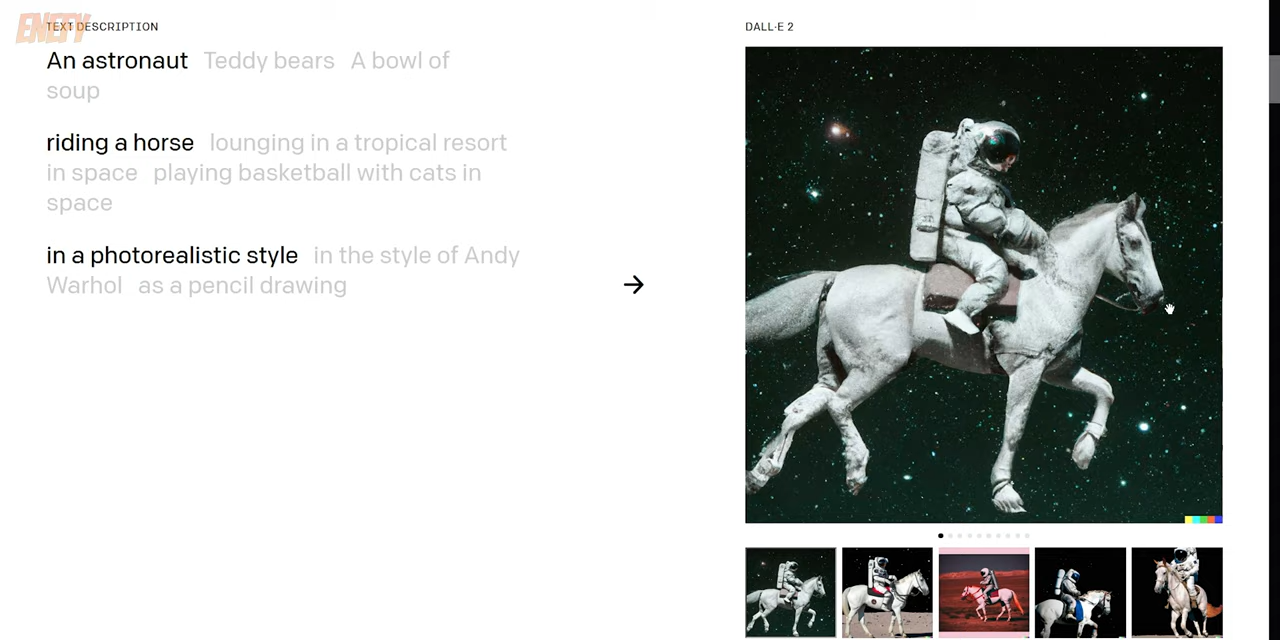 ENEFY
TEXT DESCRIPTION
An astronaut Teddy bears A bowl of
soup
riding a horse lounging in a tropical resort
in space playing basketball with cats in
space
in a photorealistic style in the style of Andy
Warhol as a pencil drawing
DALL·E 2